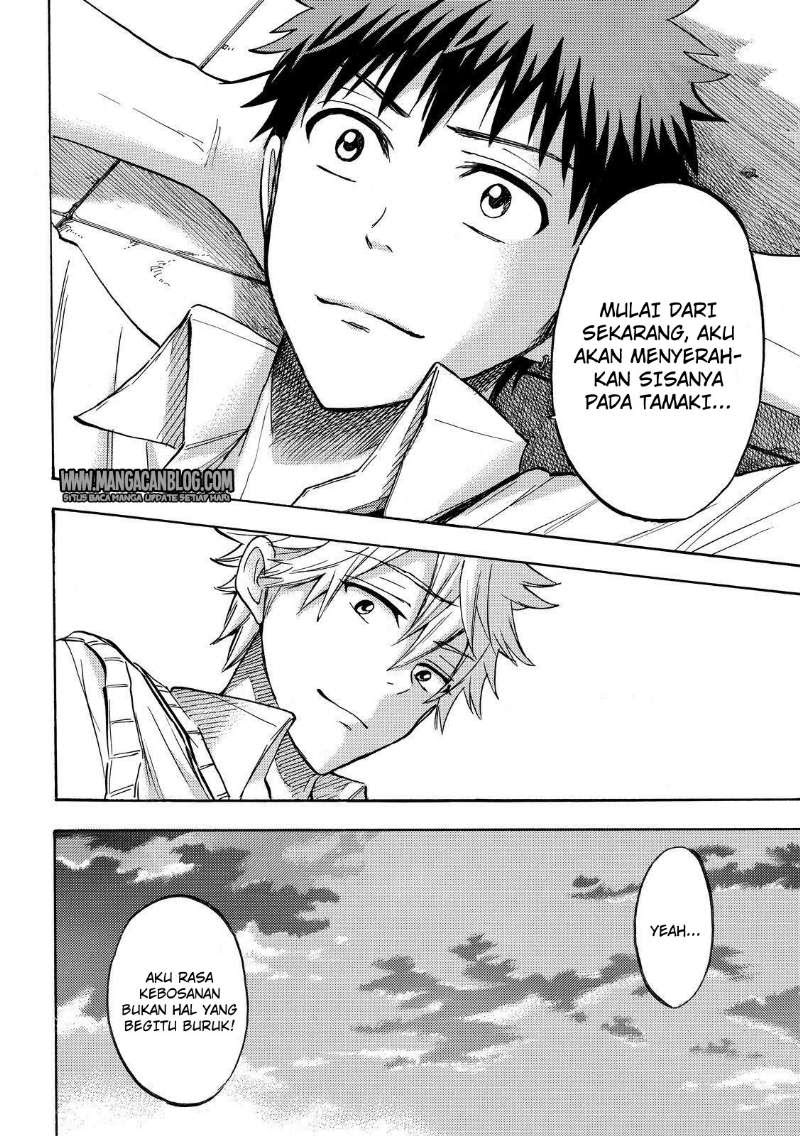 MULAI DARI
SEKARANG, AKU
AKAN MENYERAH-
KAN SISANYA
PADA TAMAKI...
WWW.MANGACANBLOG.COM
SITUS BACA MANGA UPDATE SETIAP HARI
YEAH...
AKU RASA
KEBOSANAN
BUKAN HAL YANG
BEGITU BURUK!